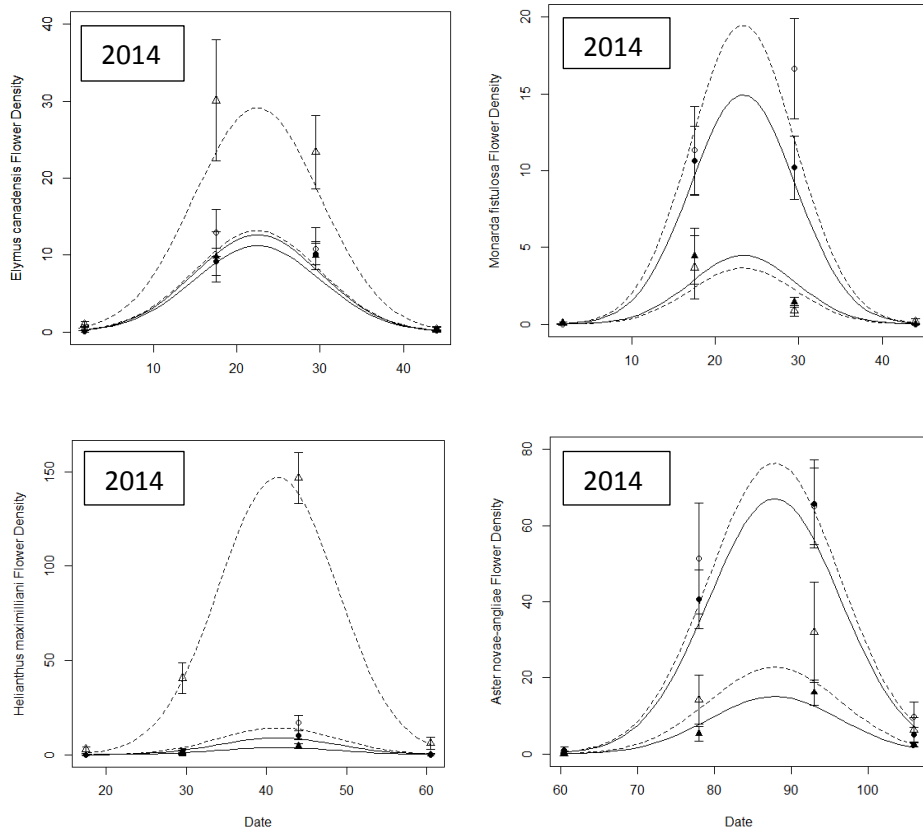 2014
Elymus canadensis Flower Density
0 10 20 30 40
10 20 30 40
2014
Monarda fistulosa Flower Density
0 5 10 15 20
10 20 30 40
2014
Helianthus maximilliani Flower Density
0 50 100 150
20 30 40 50 60
Date
2014
Aster novae-angliae Flower Density
0 20 40 60 80
60 70 80 90 100
Date